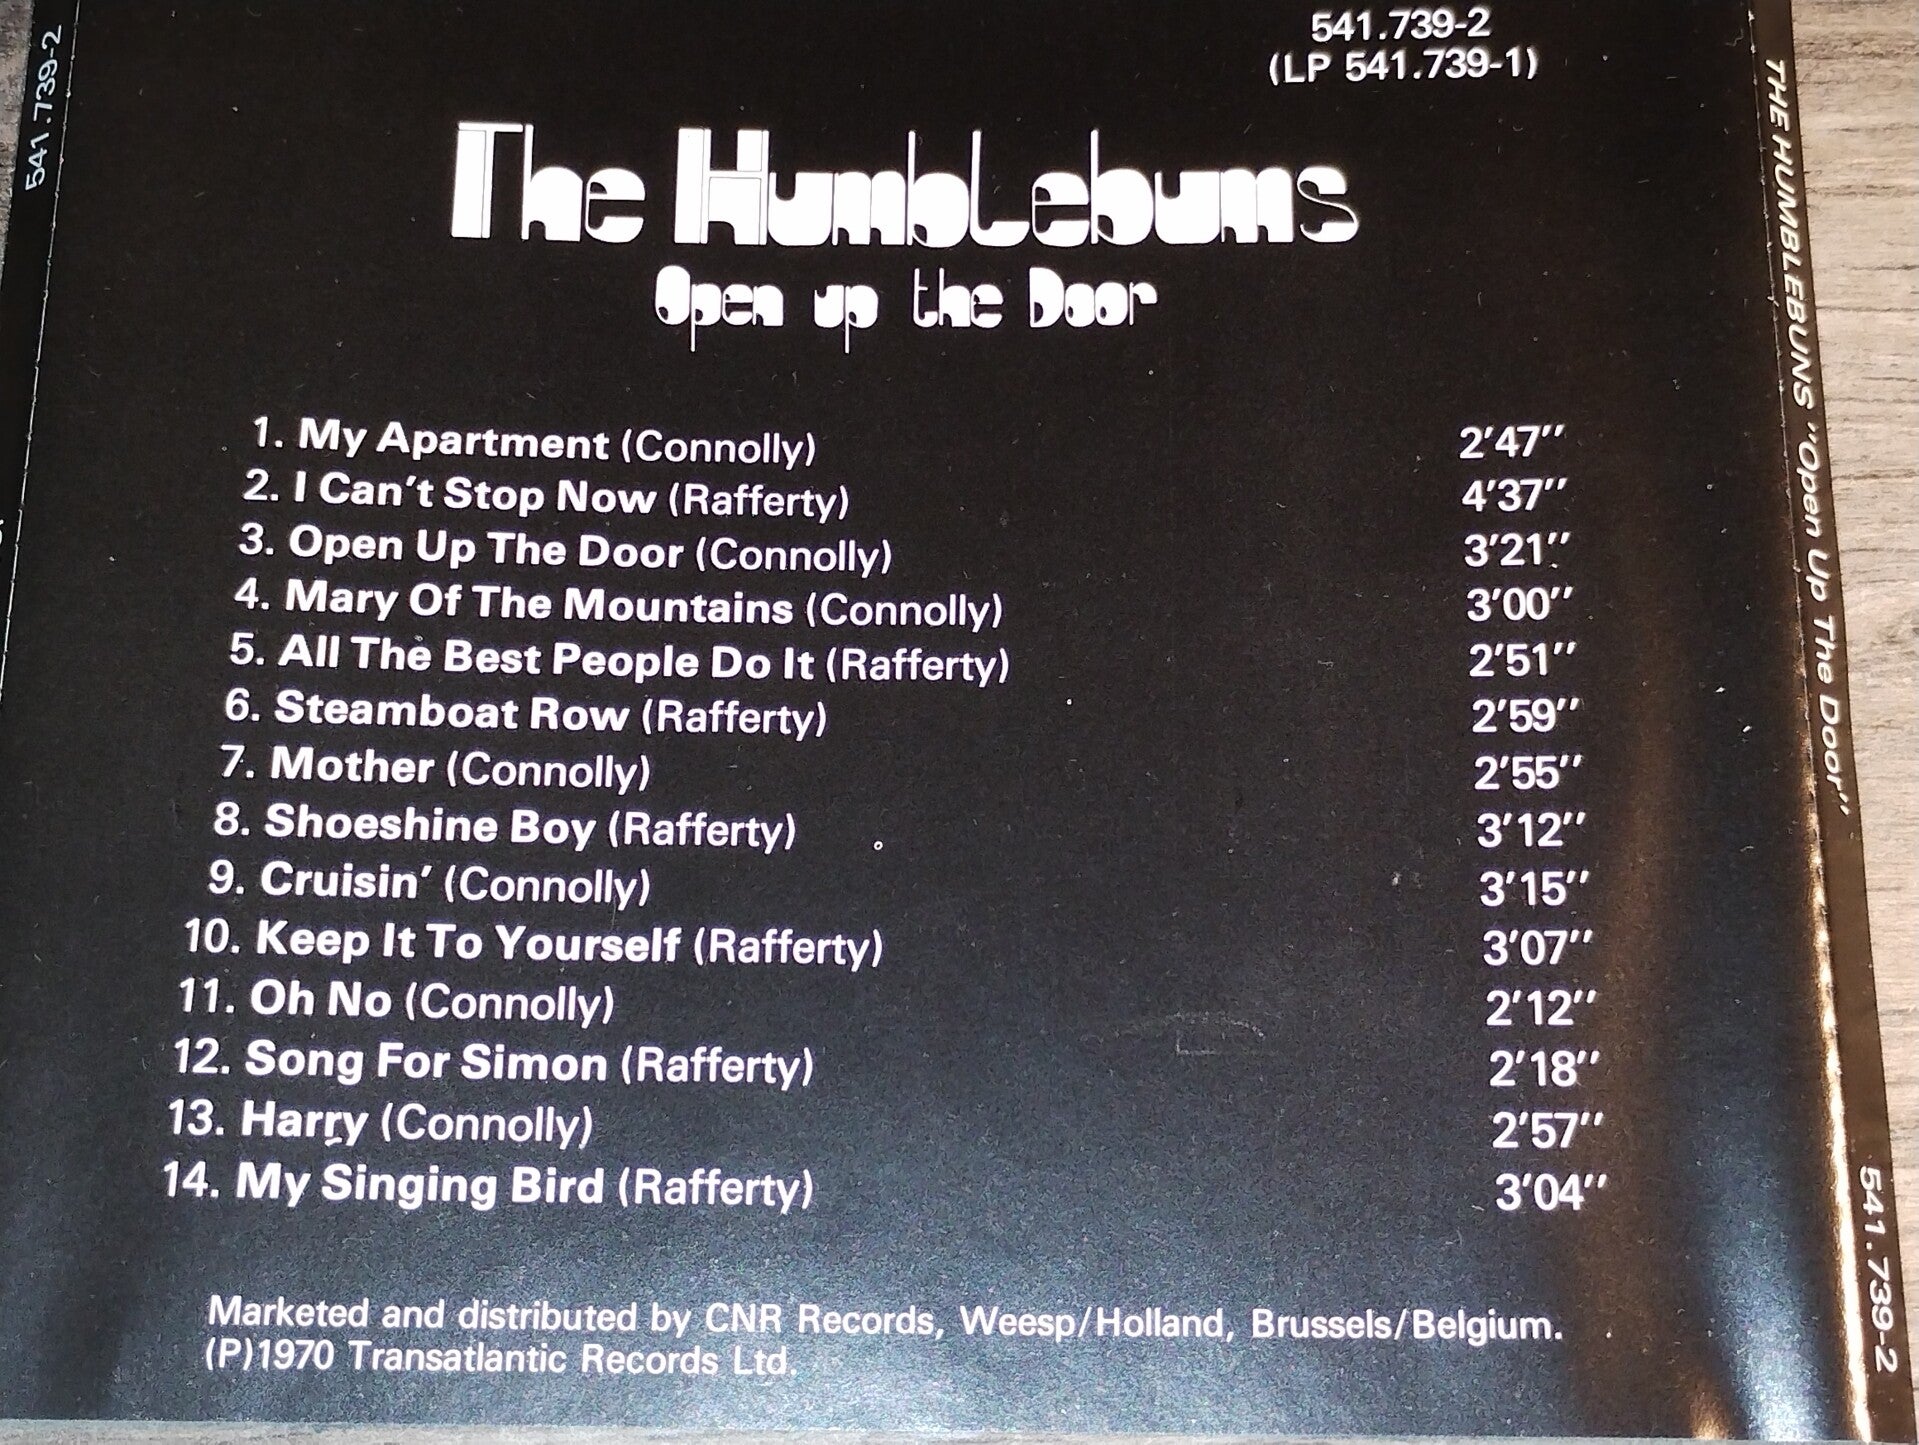 541.739-2
541.739-2
(LP 541.739-1)
The Humblebums
Open up the Door
1. My Apartment (Connolly) 2'47''
2. I Can't Stop Now (Rafferty) 4'37''
3. Open Up The Door (Connolly) 3'21''
4. Mary Of The Mountains (Connolly) 3'00''
5. All The Best People Do It (Rafferty) 2'51''
6. Steamboat Row (Rafferty) 2'59''
7. Mother (Connolly) 2'55''
8. Shoeshine Boy (Rafferty) 3'12''
9. Cruisin' (Connolly) 3'15''
10. Keep It To Yourself (Rafferty) 3'07''
11. Oh No (Connolly) 2'12''
12. Song For Simon (Rafferty) 2'18''
13. Harry (Connolly) 2'57''
14. My Singing Bird (Rafferty) 3'04''
Marketed and distributed by CNR Records, Weesp/Holland, Brussels/Belgium.
(P)1970 Transatlantic Records Ltd.
THE HUMBLEBUNS "Open Up The Door" 541.739-2